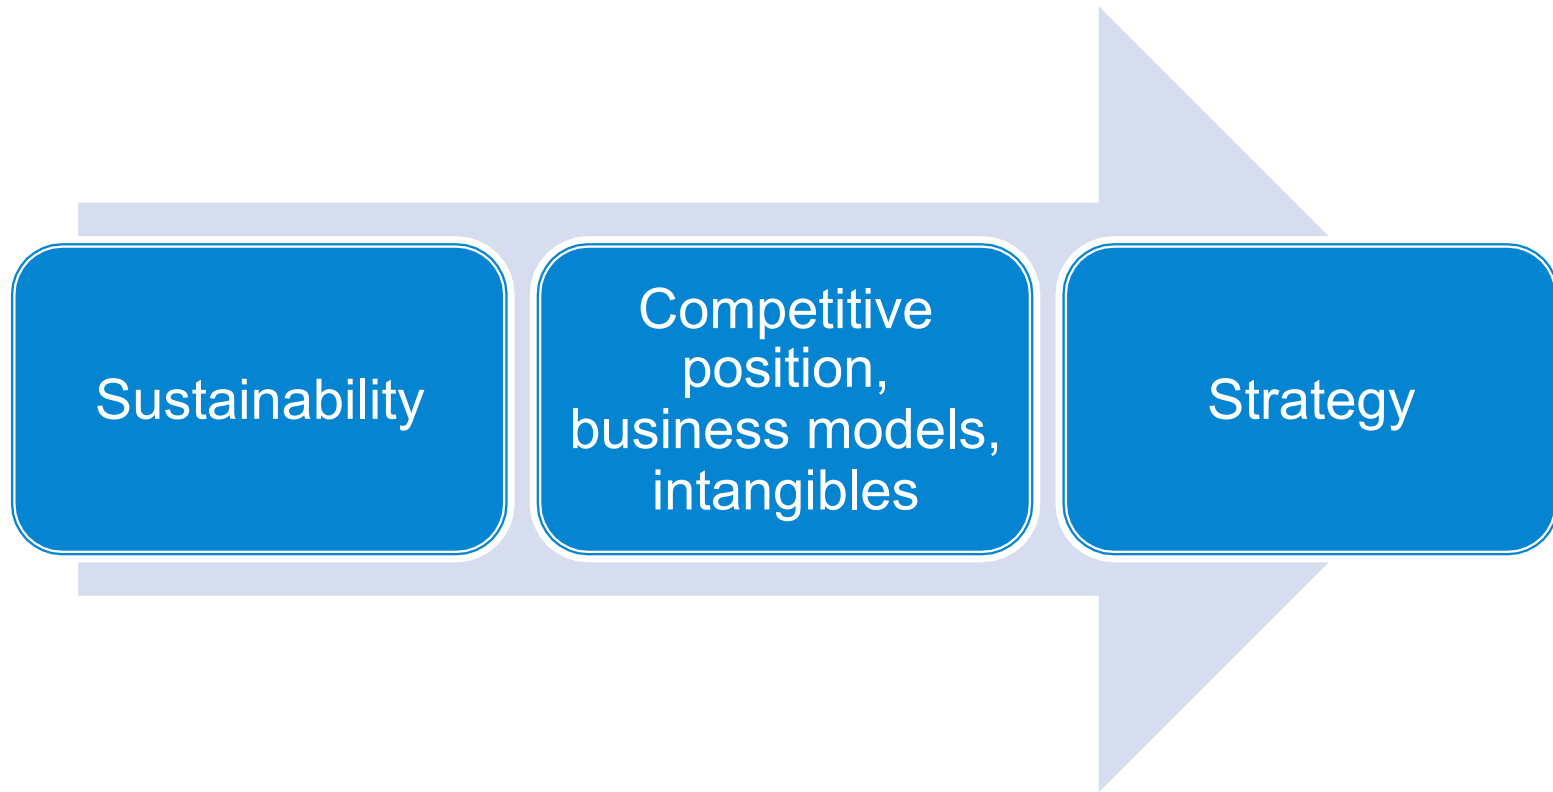 Sustainability
Competitive
position,
business models,
intangibles
Strategy